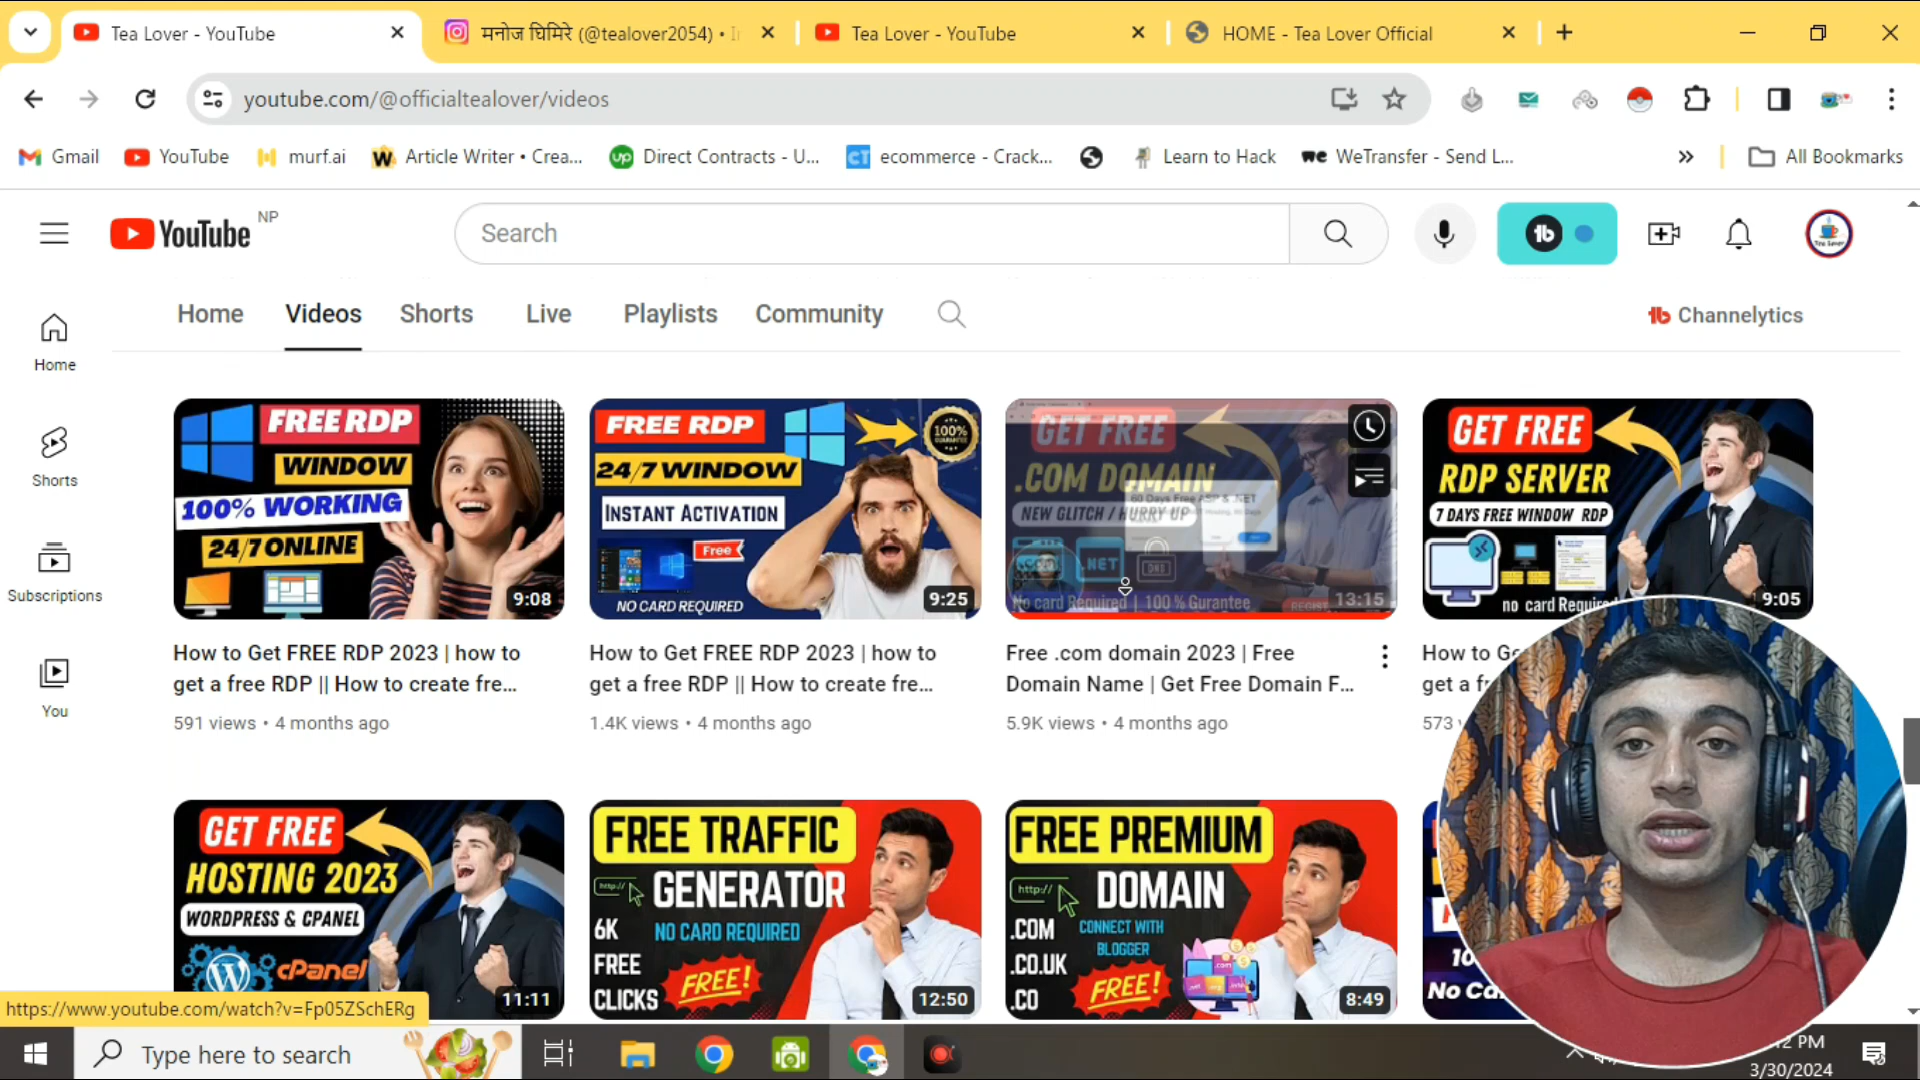 Tea Lover - YouTube
मनोज घिमिरे (@tealover2054) •
Tea Lover - YouTube
HOME - Tea Lover Official
youtube.com/@officialtealover/videos
Gmail
YouTube
murf.ai
Article Writer • Crea...
Direct Contracts - U...
ecommerce - Crack...
Learn to Hack
WeTransfer - Send L...
All Bookmarks
YouTube NP
Search
Home
Videos
Shorts
Live
Playlists
Community
Channelytics
Home
Shorts
Subscriptions
You
FREE RDP
WINDOW
100% WORKING
24/7 ONLINE
9:08
How to Get FREE RDP 2023 | how to
get a free RDP || How to create fre...
591 views • 4 months ago
FREE RDP
100%
24/7 WINDOW
INSTANT ACTIVATION
Free
NO CARD REQUIRED
9:25
How to Get FREE RDP 2023 | how to
get a free RDP || How to create fre...
1.4K views • 4 months ago
GET FREE
.COM DOMAIN
NEW GLITCH / HURRY UP
.NET
DNS
No card Required | 100 % Gurantee
13:15
Free .com domain 2023 | Free
Domain Name | Get Free Domain F...
5.9K views • 4 months ago
GET FREE
RDP SERVER
7 DAYS FREE WINDOW RDP
no card
9:05
How to
get a
573
GET FREE
HOSTING 2023
WORDPRESS & CPANEL
cPanel
11:11
FREE TRAFFIC
http://
GENERATOR
6K
FREE
CLICKS
NO CARD REQUIRED
FREE!
12:50
FREE PREMIUM
http://
DOMAIN
.COM
.CO.UK
.CO
CONNECT WITH
BLOGGER
FREE!
8:49
10
No
https://www.youtube.com/watch?v=Fp05ZSchERg
Type here to search
PM
3/30/2024